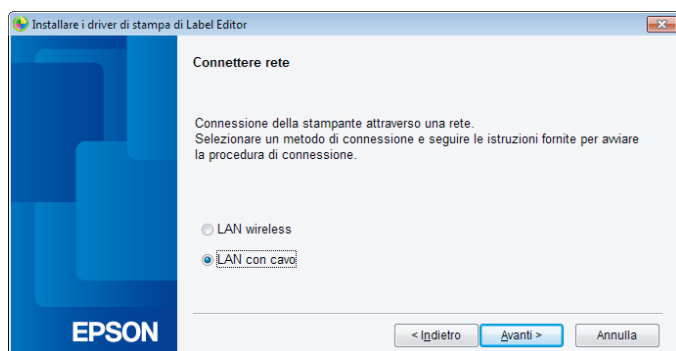 Installare i driver di stampa di Label Editor
Connettere rete
Connessione della stampante attraverso una rete.
Selezionare un metodo di connessione e seguire le istruzioni fornite per avviare
la procedura di connessione.
LAN wireless
LAN con cavo
EPSON
< Indietro
Avanti >
Annulla